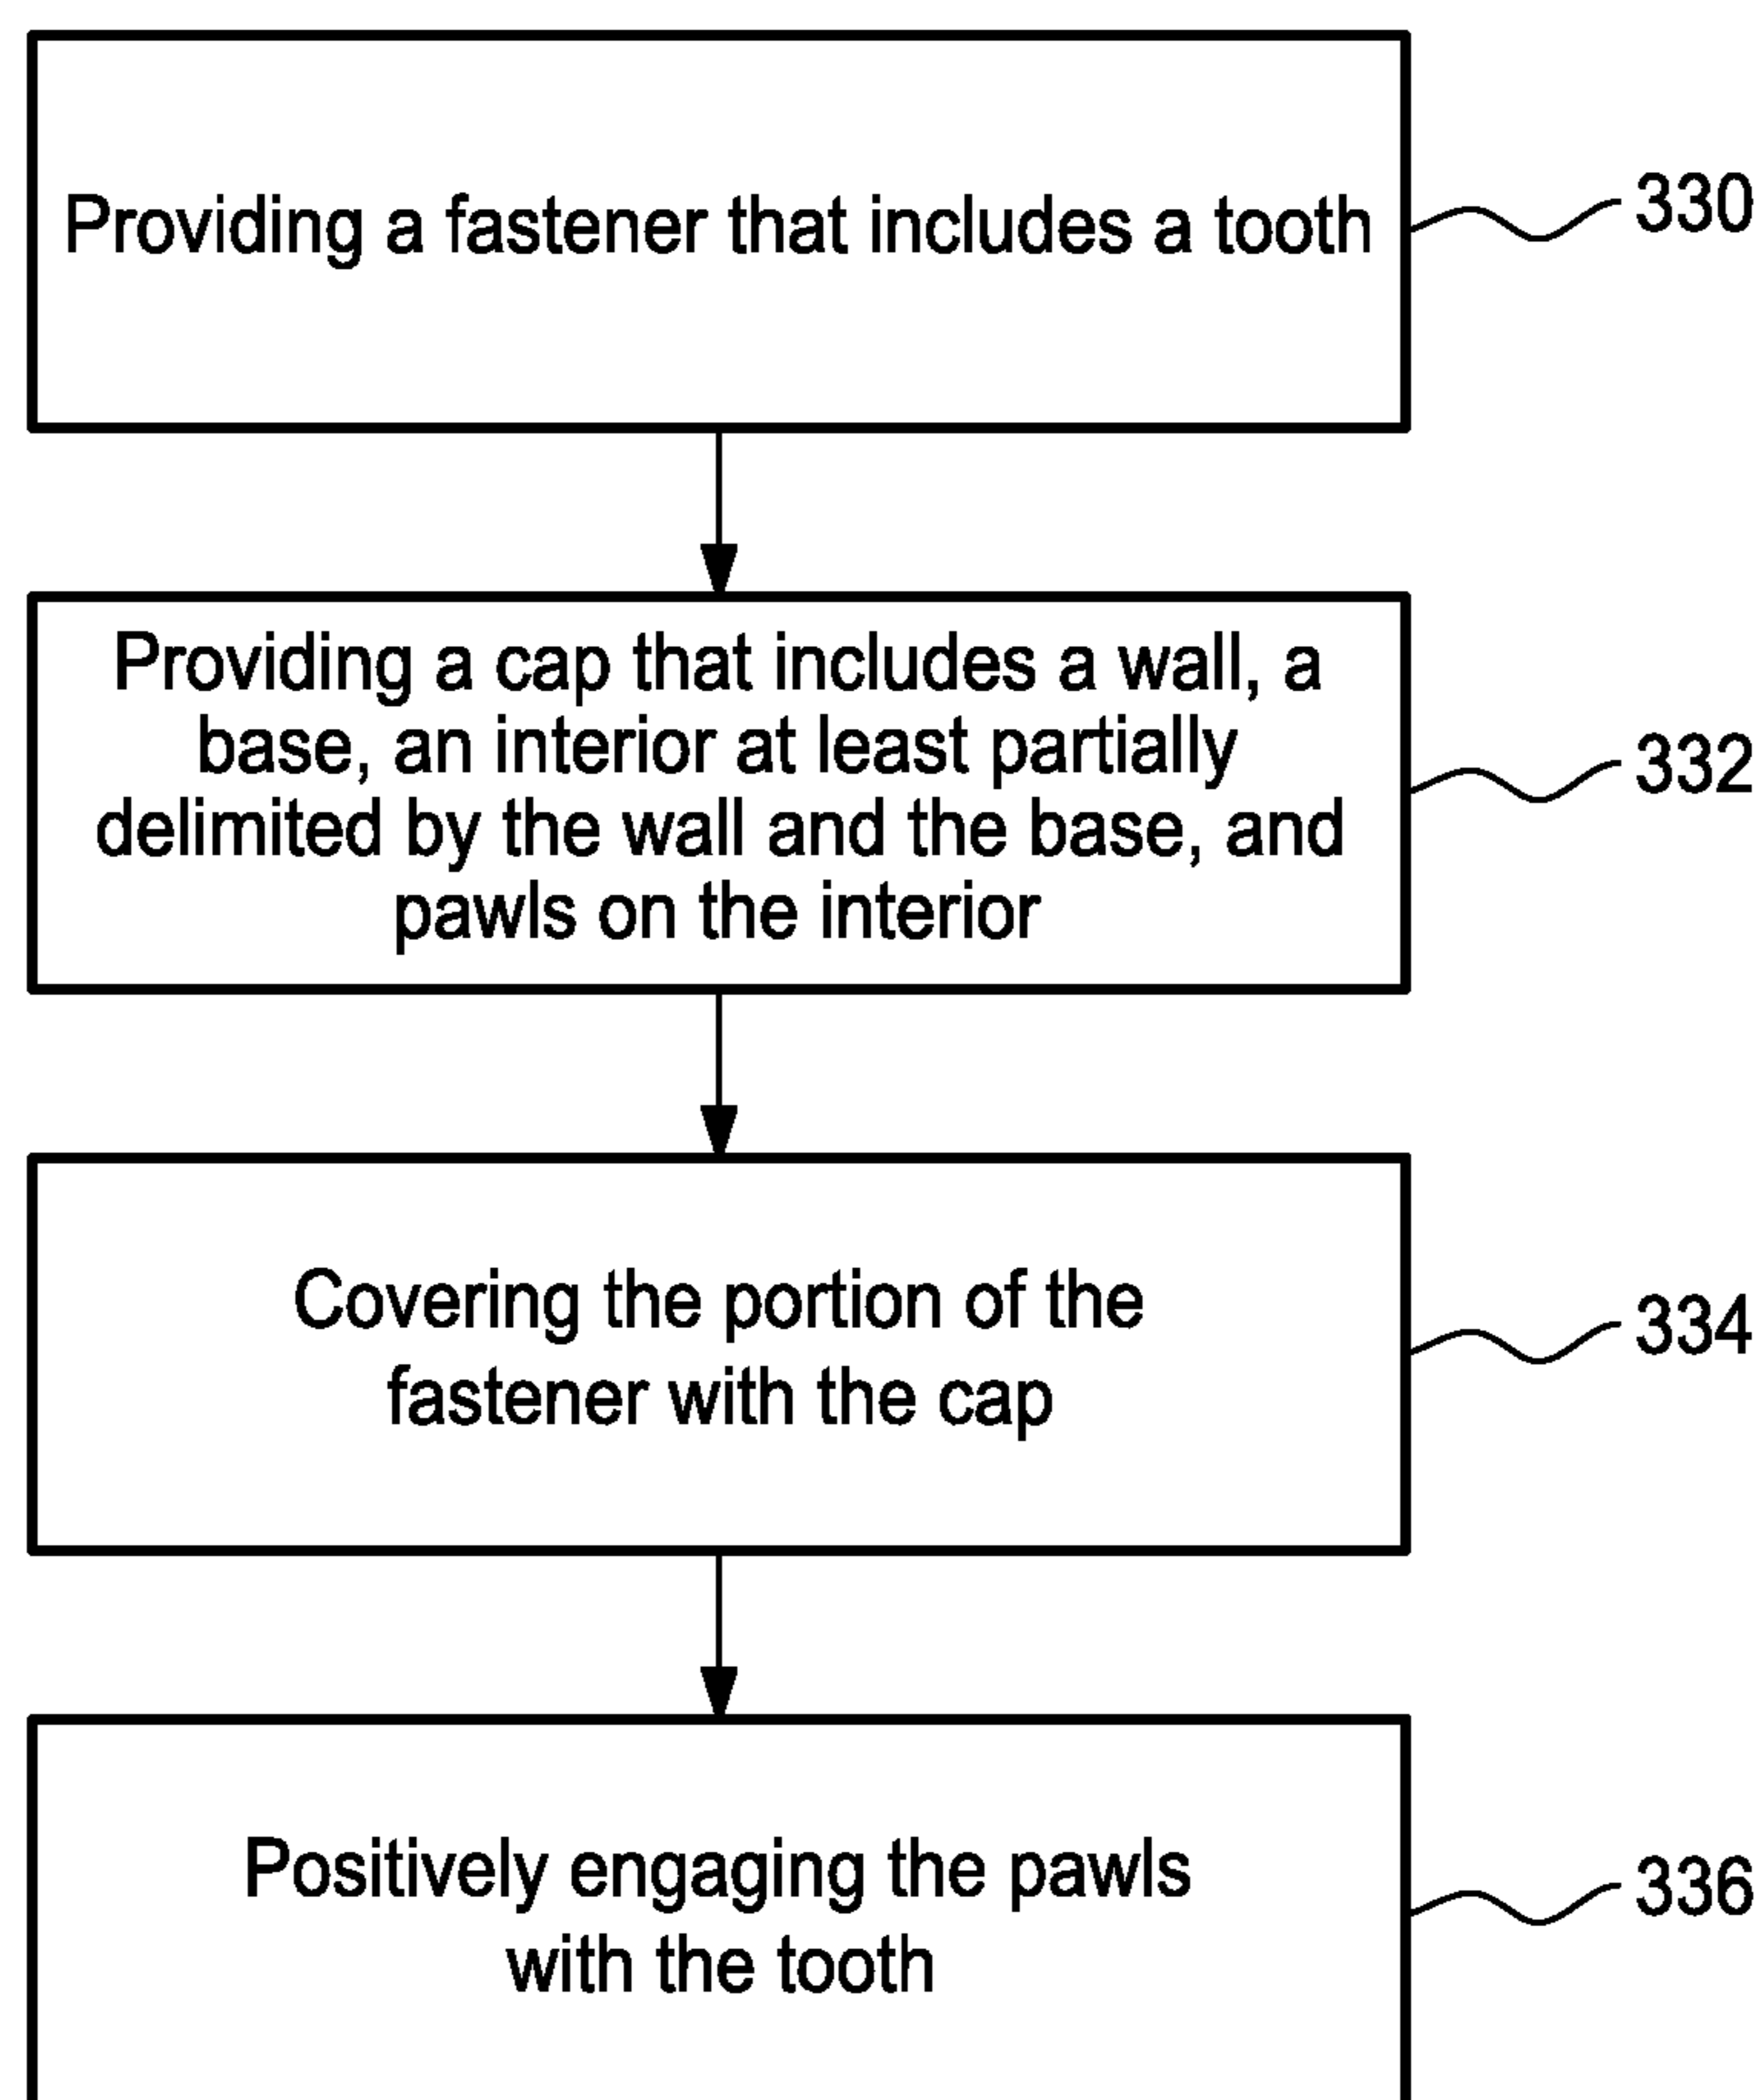 Providing a fastener that includes a tooth
330
Providing a cap that includes a wall, a
base, an interior at least partially
delimited by the wall and the base, and
pawls on the interior
332
Covering the portion of the
fastener with the cap
334
Positively engaging the pawls
with the tooth
336